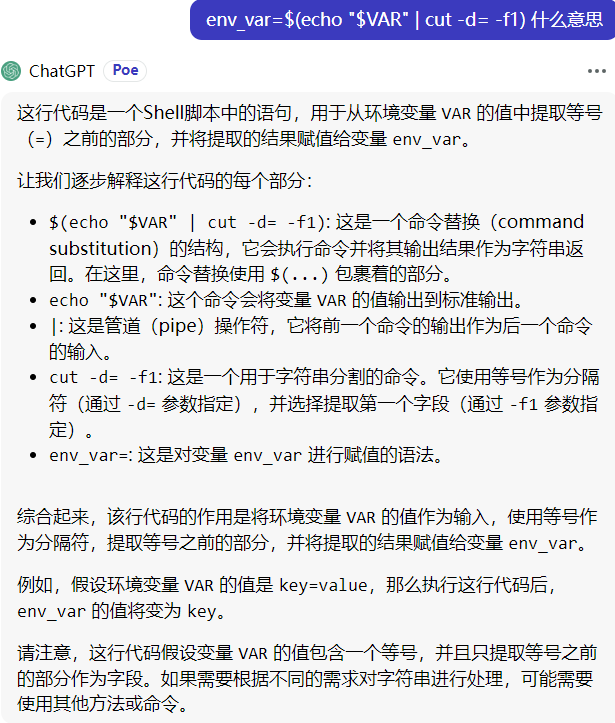 env_var=$(echo "$VAR" | cut -d= -f1) 什么意思
ChatGPT Poe
这行代码是一个Shell脚本中的语句，用于从环境变量 VAR 的值中提取等号
（=）之前的部分，并将提取的结果赋值给变量 env_var。
让我们逐步解释这行代码的每个部分：
• $(echo "$VAR" | cut -d= -f1): 这是一个命令替换（command
substitution）的结构，它会执行命令并将其输出结果作为字符串返
回。在这里，命令替换使用 $(...) 包裹着的部分。
• echo "$VAR": 这个命令会将变量 VAR 的值输出到标准输出。
• |: 这是管道（pipe）操作符，它将前一个命令的输出作为后一个命令
的输入。
• cut -d= -f1: 这是一个用于字符串分割的命令。它使用等号作为分隔
符（通过 -d= 参数指定），并选择提取第一个字段（通过 -f1 参数指
定）。
• env_var=: 这是对变量 env_var 进行赋值的语法。
综合起来，该行代码的作用是将环境变量 VAR 的值作为输入，使用等号作
为分隔符，提取等号之前的部分，并将提取的结果赋值给变量 env_var。
例如，假设环境变量 VAR 的值是 key=value，那么执行这行代码后，
env_var 的值将变为 key。
请注意，这行代码假设变量 VAR 的值包含一个等号，并且只提取等号之前
的部分作为字段。如果需要根据不同的需求对字符串进行处理，可能需要
使用其他方法或命令。